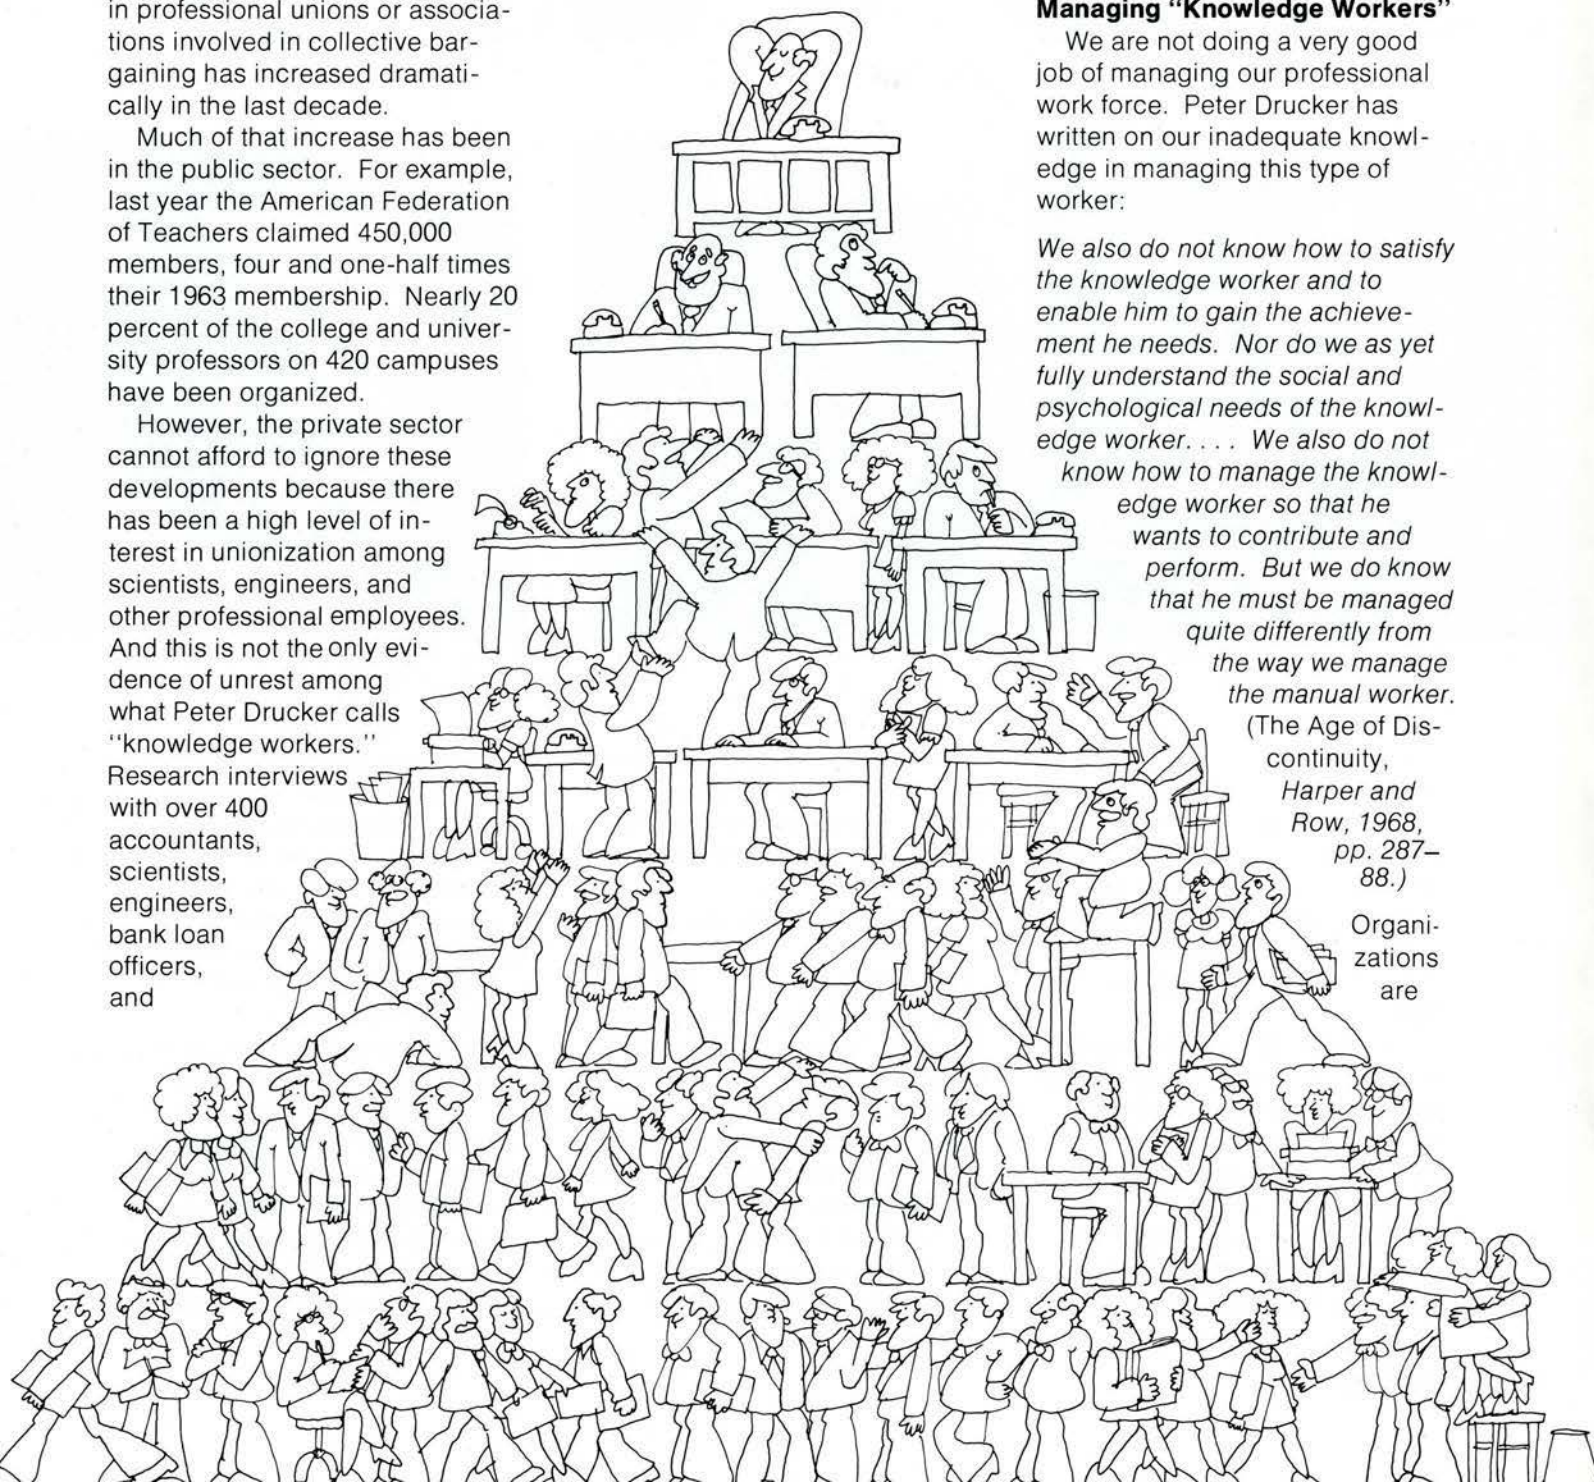 in professional unions or associa-
tions involved in collective bar-
gaining has increased dramati-
cally in the last decade.
Much of that increase has been
in the public sector. For example,
last year the American Federation
of Teachers claimed 450,000
members, four and one-half times
their 1963 membership. Nearly 20
percent of the college and univer-
sity professors on 420 campuses
have been organized.
However, the private sector
cannot afford to ignore these
developments because there
has been a high level of in-
terest in unionization among
scientists, engineers, and
other professional employees.
And this is not the only evi-
dence of unrest among
what Peter Drucker calls
"knowledge workers."
Research interviews
with over 400
accountants,
scientists,
engineers,
bank loan
officers,
and
Managing "Knowledge Workers"
We are not doing a very good
job of managing our professional
work force. Peter Drucker has
written on our inadequate knowl-
edge in managing this type of
worker:
We also do not know how to satisfy
the knowledge worker and to
enable him to gain the achieve-
ment he needs. Nor do we as yet
fully understand the social and
psychological needs of the knowl-
edge worker. . . . We also do not
know how to manage the knowl-
edge worker so that he
wants to contribute and
perform. But we do know
that he must be managed
quite differently from
the way we manage
the manual worker.
(The Age of Dis-
continuity,
Harper and
Row, 1968,
pp. 287–
88.)
Organi-
zations
are